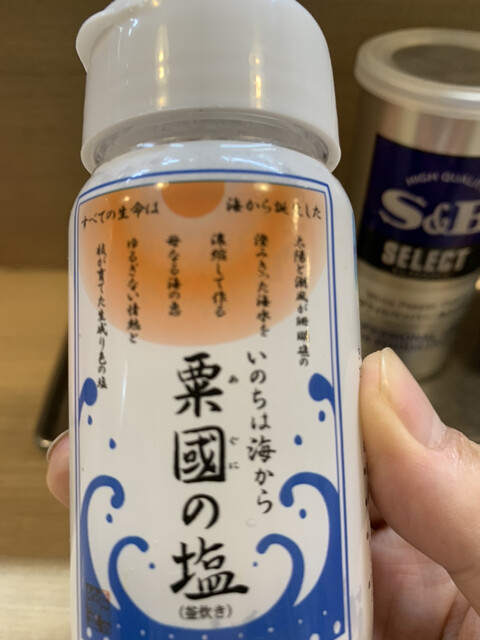 すべての生命は 海から誕生した
太陽と潮風が珊瑚礁の
澄みきった海水を
濃縮して作る
母なる海の恵
ゆるぎない情熱と
技が育てた生成り色の塩
いのちは海から
粟國の塩
あぐに
(釜炊き)
HIGH QUALITY
S&B
SELECT